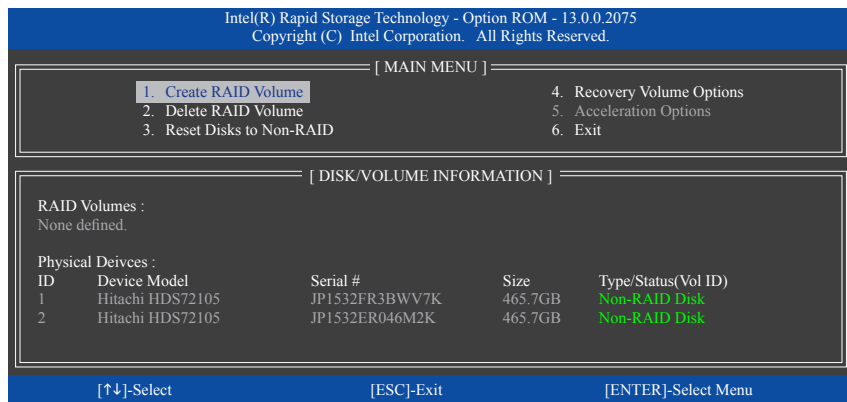 Intel(R) Rapid Storage Technology - Option ROM - 13.0.0.2075
Copyright (C) Intel Corporation. All Rights Reserved.
[ MAIN MENU ]
1. Create RAID Volume
2. Delete RAID Volume
3. Reset Disks to Non-RAID
4. Recovery Volume Options
5. Acceleration Options
6. Exit
[ DISK/VOLUME INFORMATION ]
RAID Volumes :
None defined.
Physical Deivces :
ID Device Model Serial # Size Type/Status(Vol ID)
1 Hitachi HDS72105 JP1532FR3BWV7K 465.7GB Non-RAID Disk
2 Hitachi HDS72105 JP1532ER046M2K 465.7GB Non-RAID Disk
[↑↓]-Select [ESC]-Exit [ENTER]-Select Menu